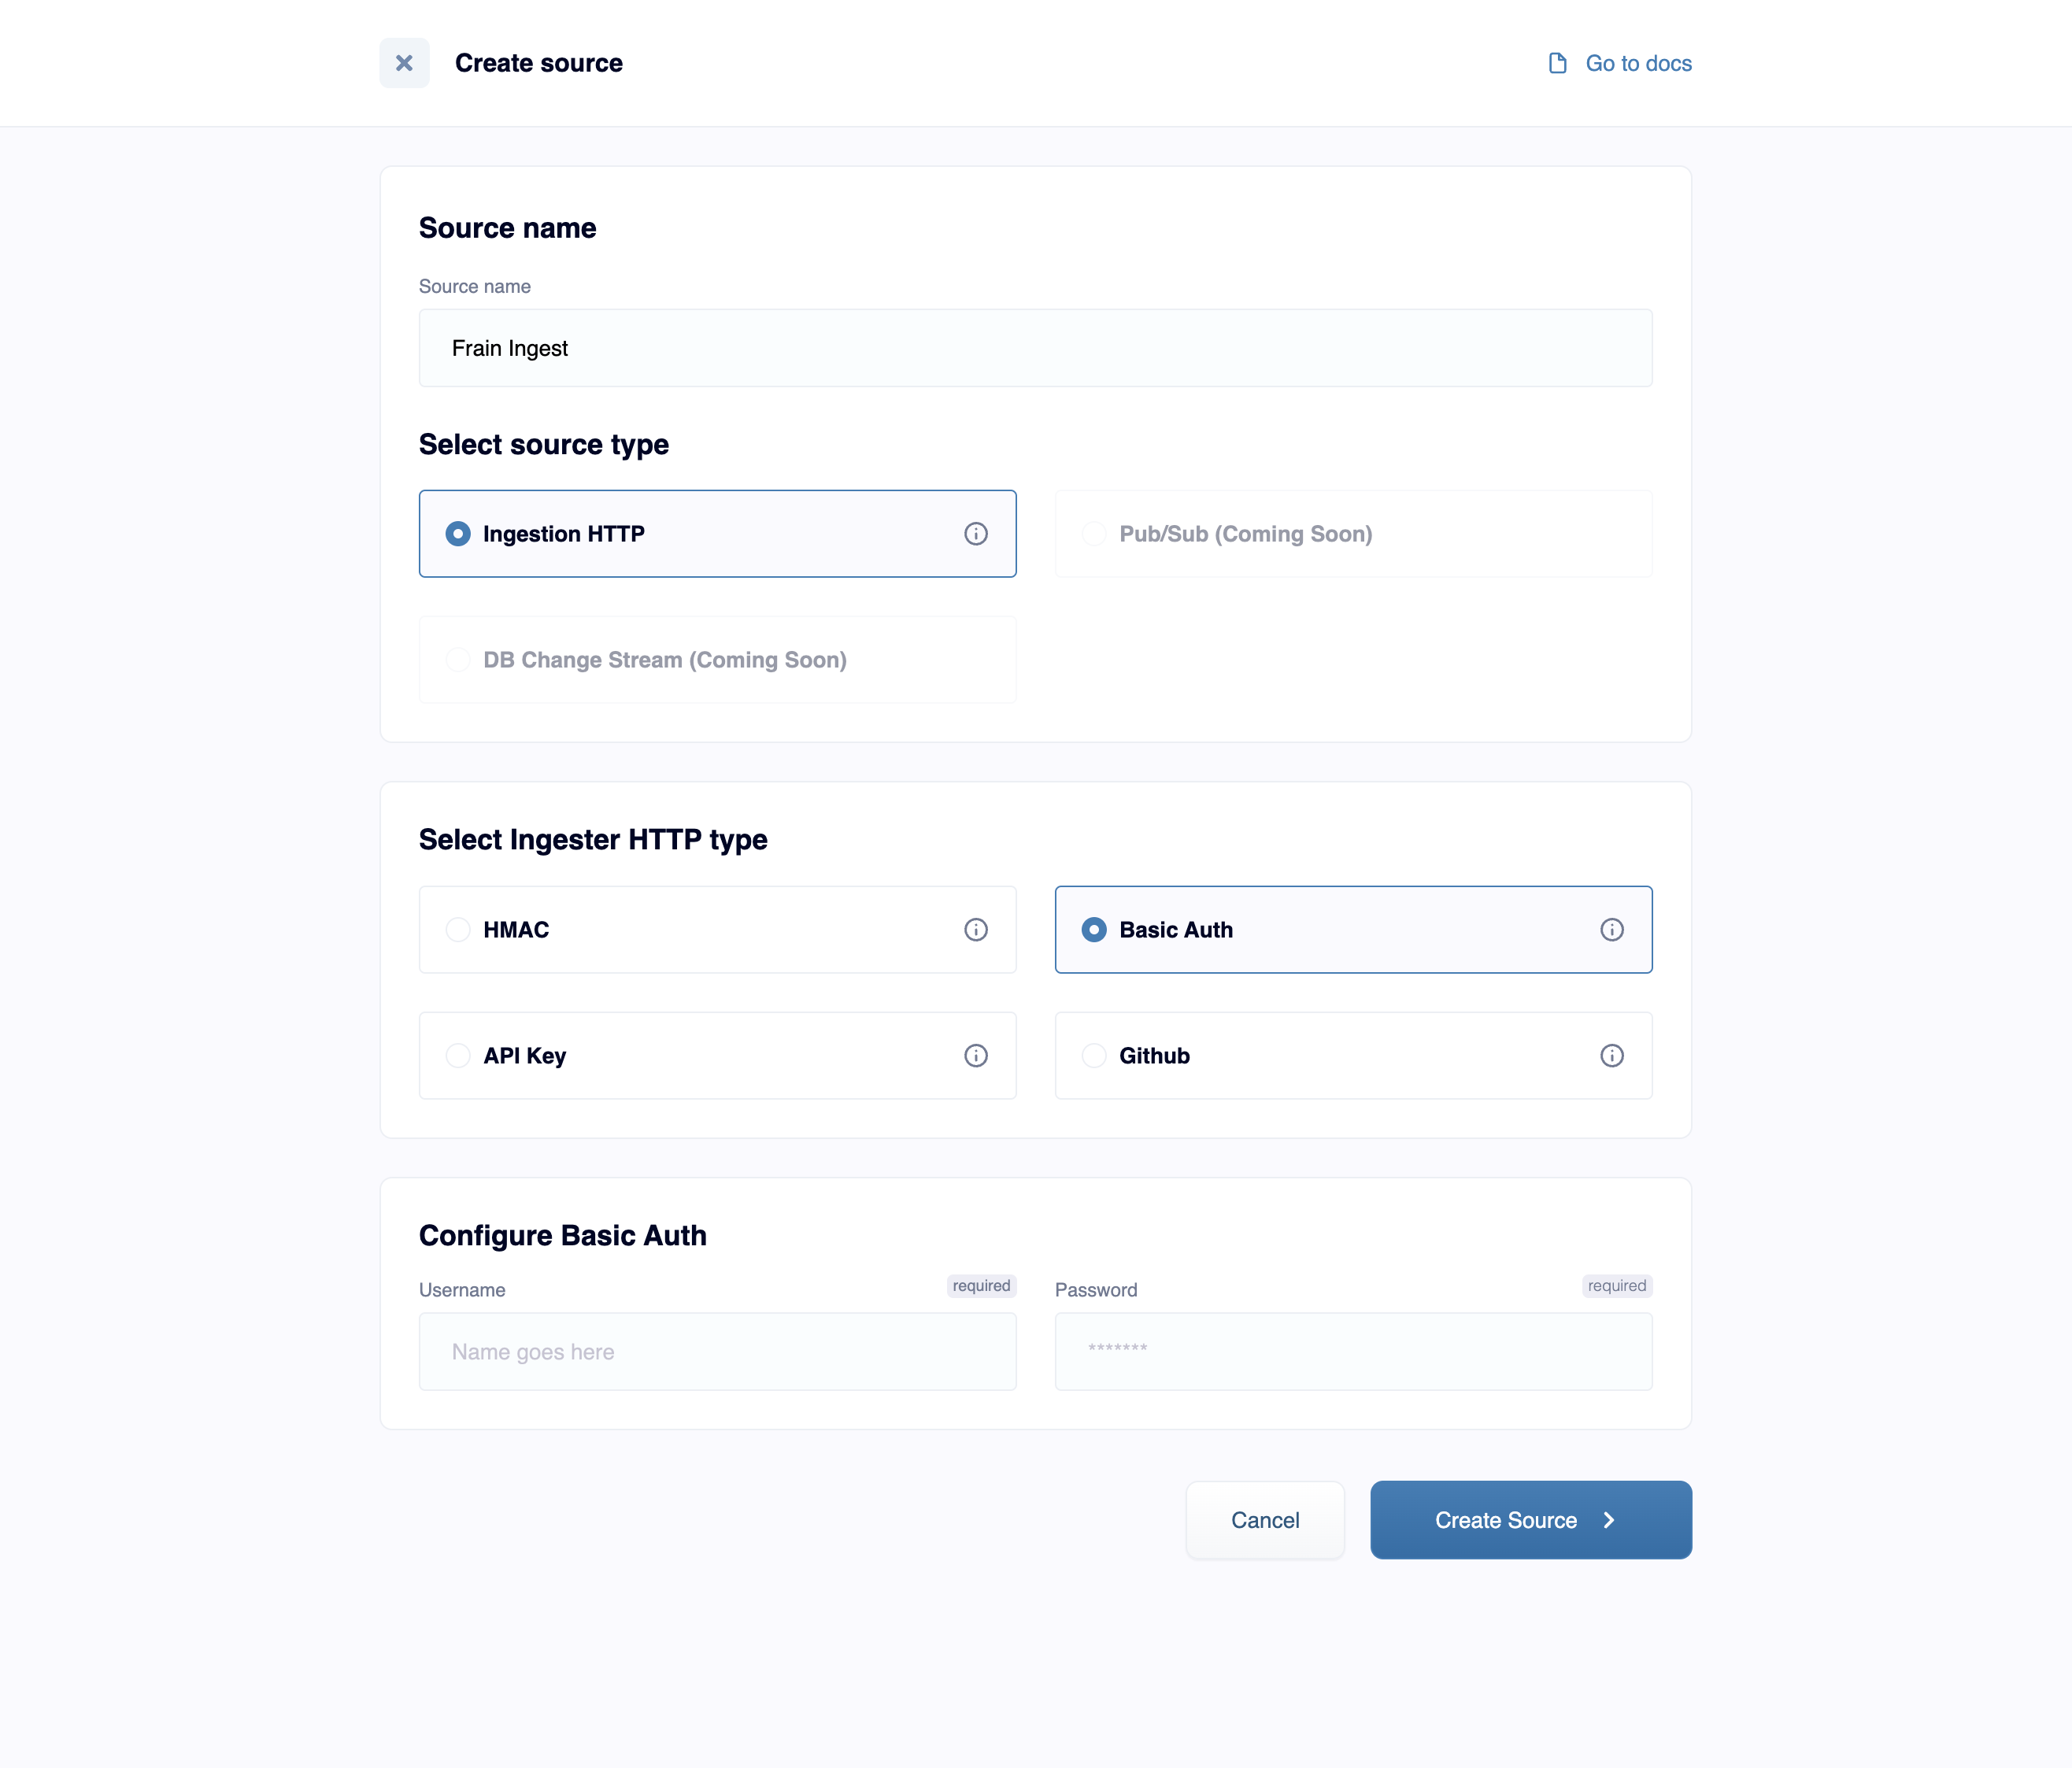 Create source
Go to docs
Source name
Source name
Frain Ingest
Select source type
Ingestion HTTP
Pub/Sub (Coming Soon)
DB Change Stream (Coming Soon)
Select Ingester HTTP type
HMAC
Basic Auth
API Key
Github
Configure Basic Auth
Username required
Password required
Name goes here
*******
Cancel
Create Source